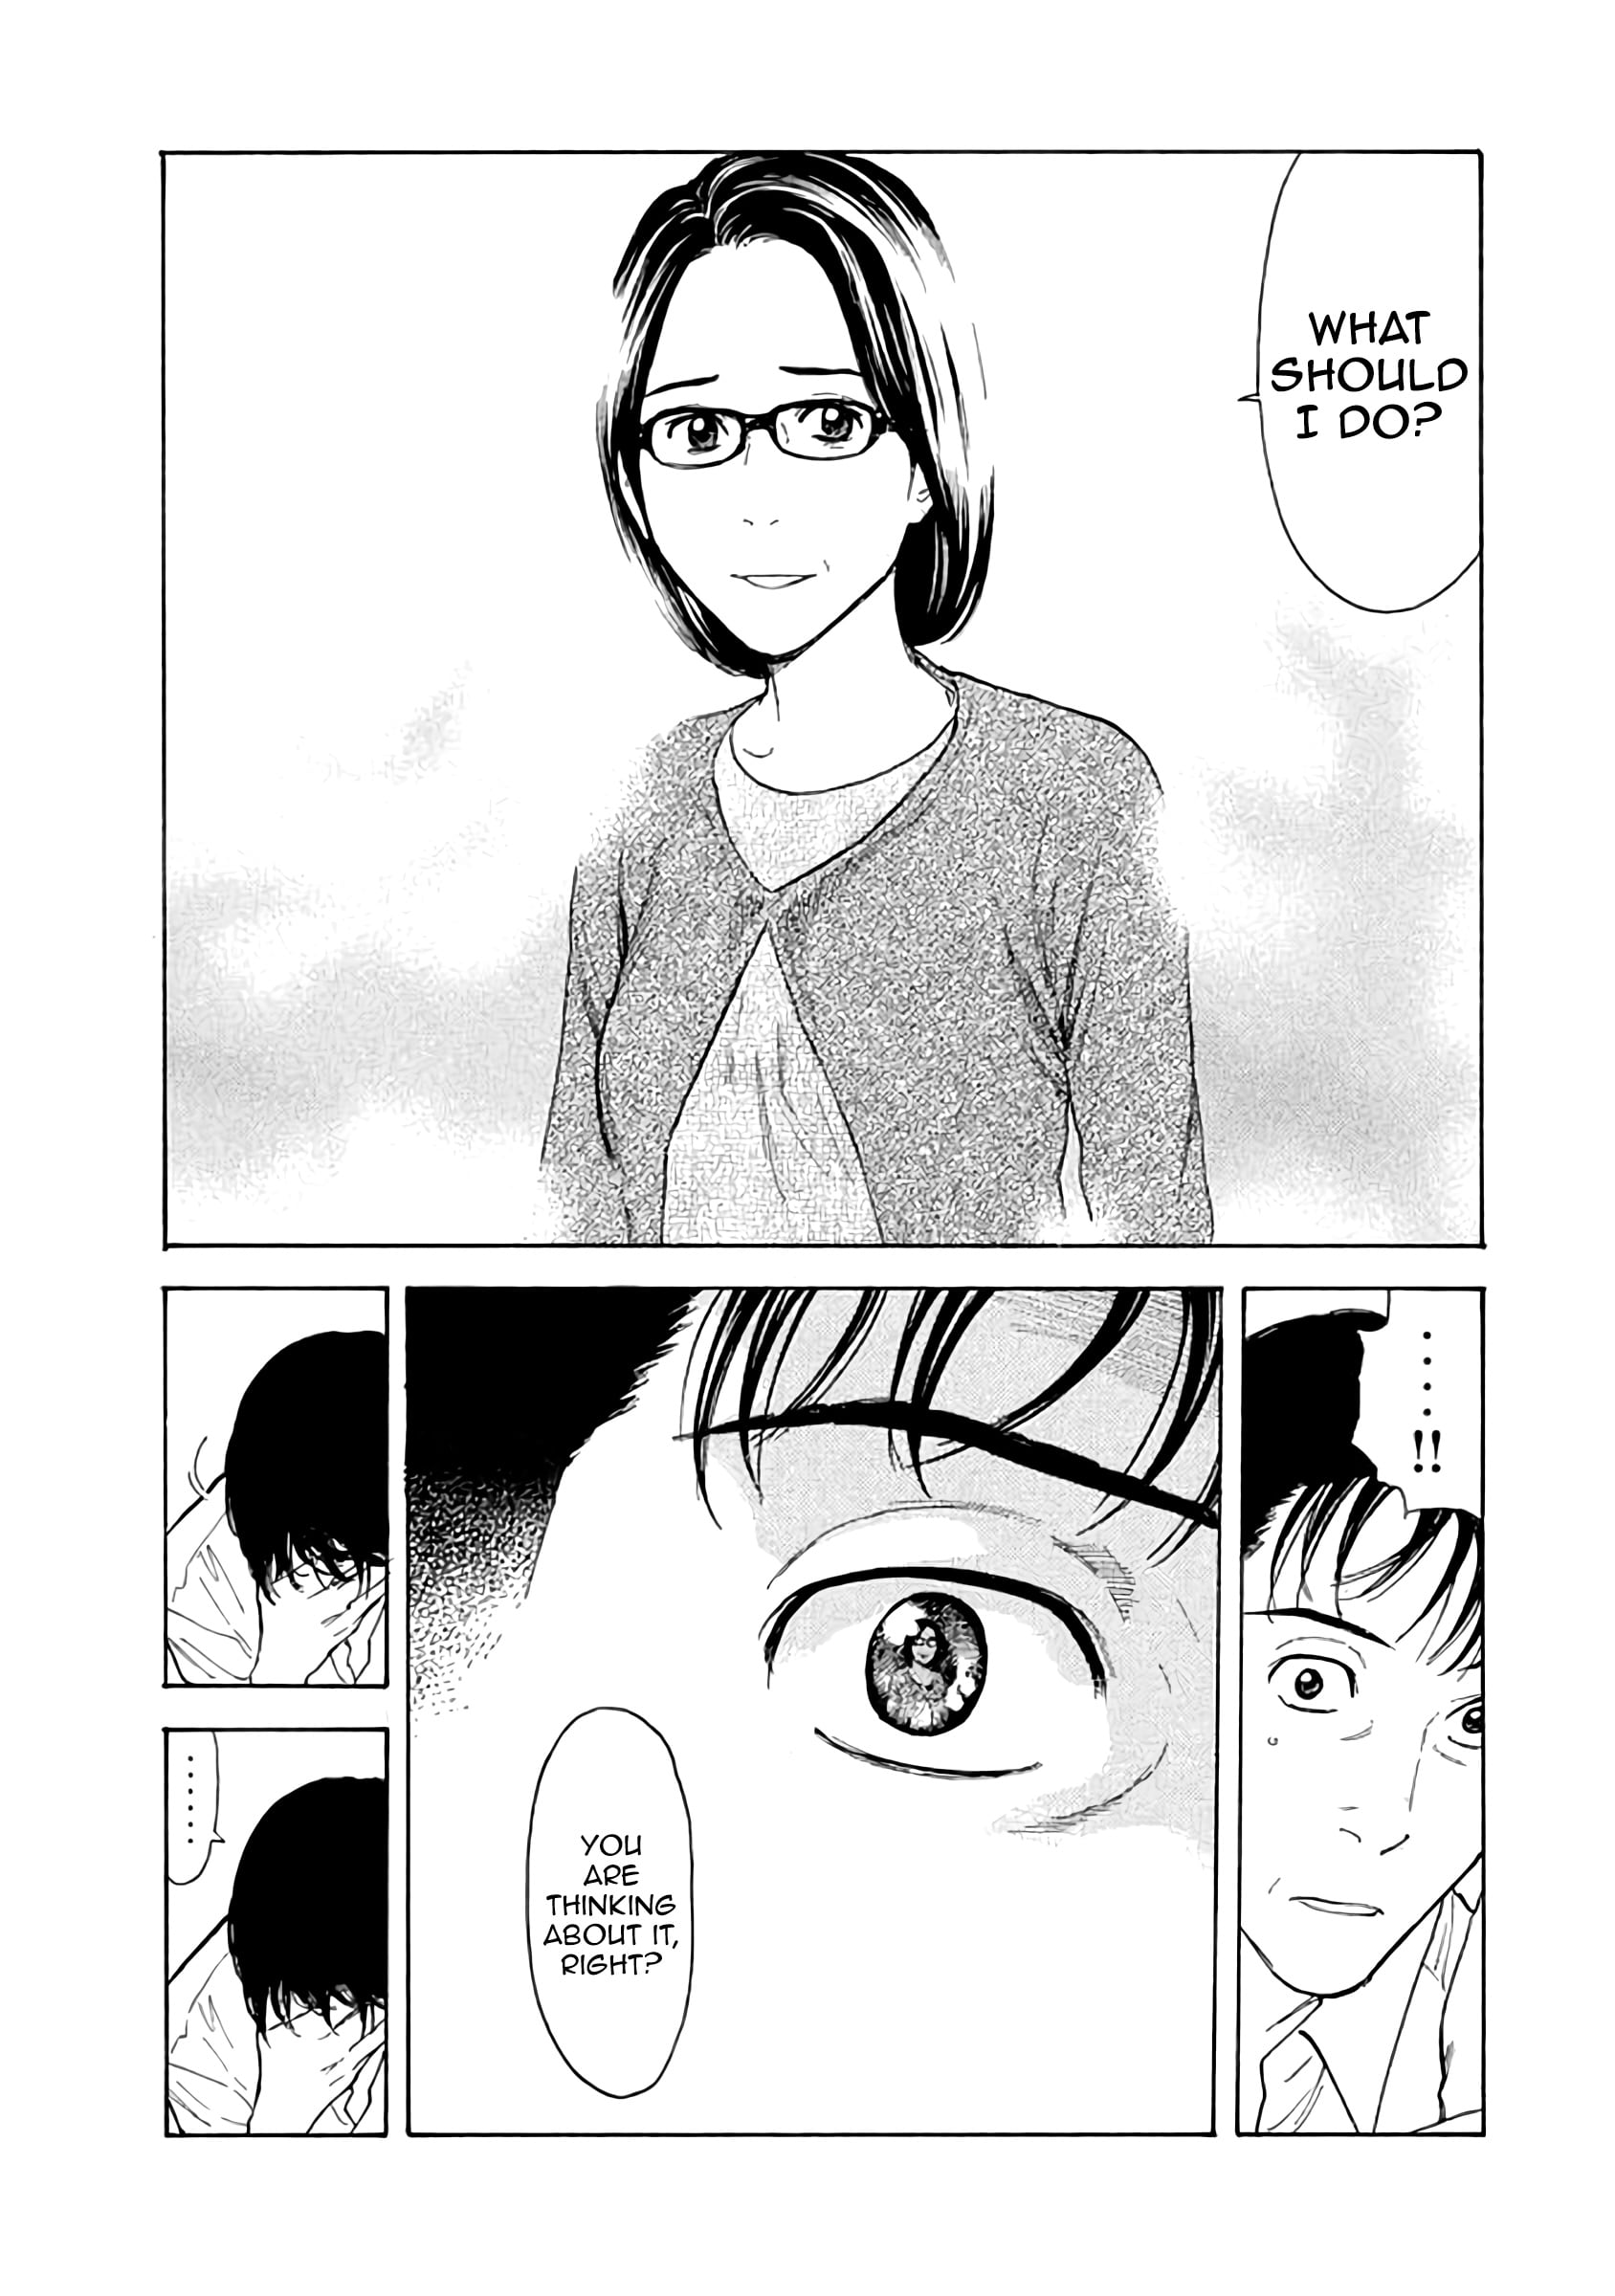 WHAT
SHOULD
I DO?
....!!
YOU
ARE
THINKING
ABOUT IT,
RIGHT?
......